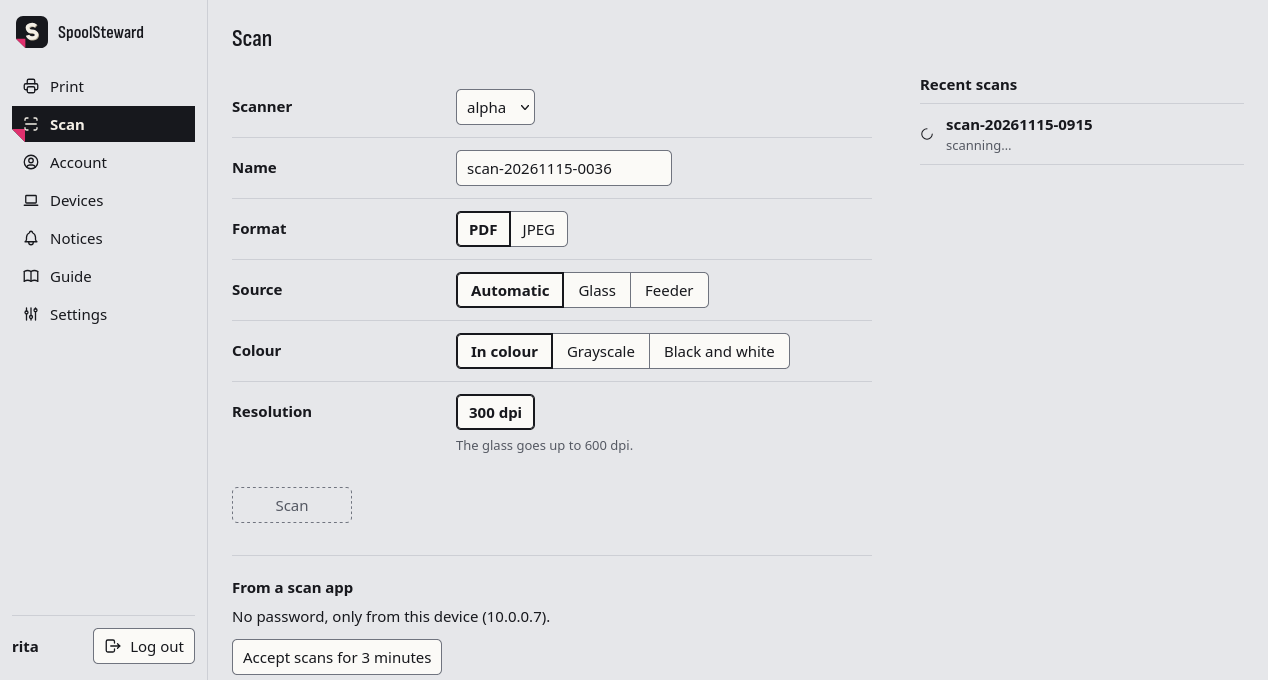 SpoolSteward
Print
Scan
Account
Devices
Notices
Guide
Settings
rita
Log out
Scan
Scanner
alpha
Name
scan-20261115-0036
Format
PDF JPEG
Source
Automatic Glass Feeder
Colour
In colour Grayscale Black and white
Resolution
300 dpi
The glass goes up to 600 dpi.
Scan
From a scan app
No password, only from this device (10.0.0.7).
Accept scans for 3 minutes
Recent scans
scan-20261115-0915
scanning...